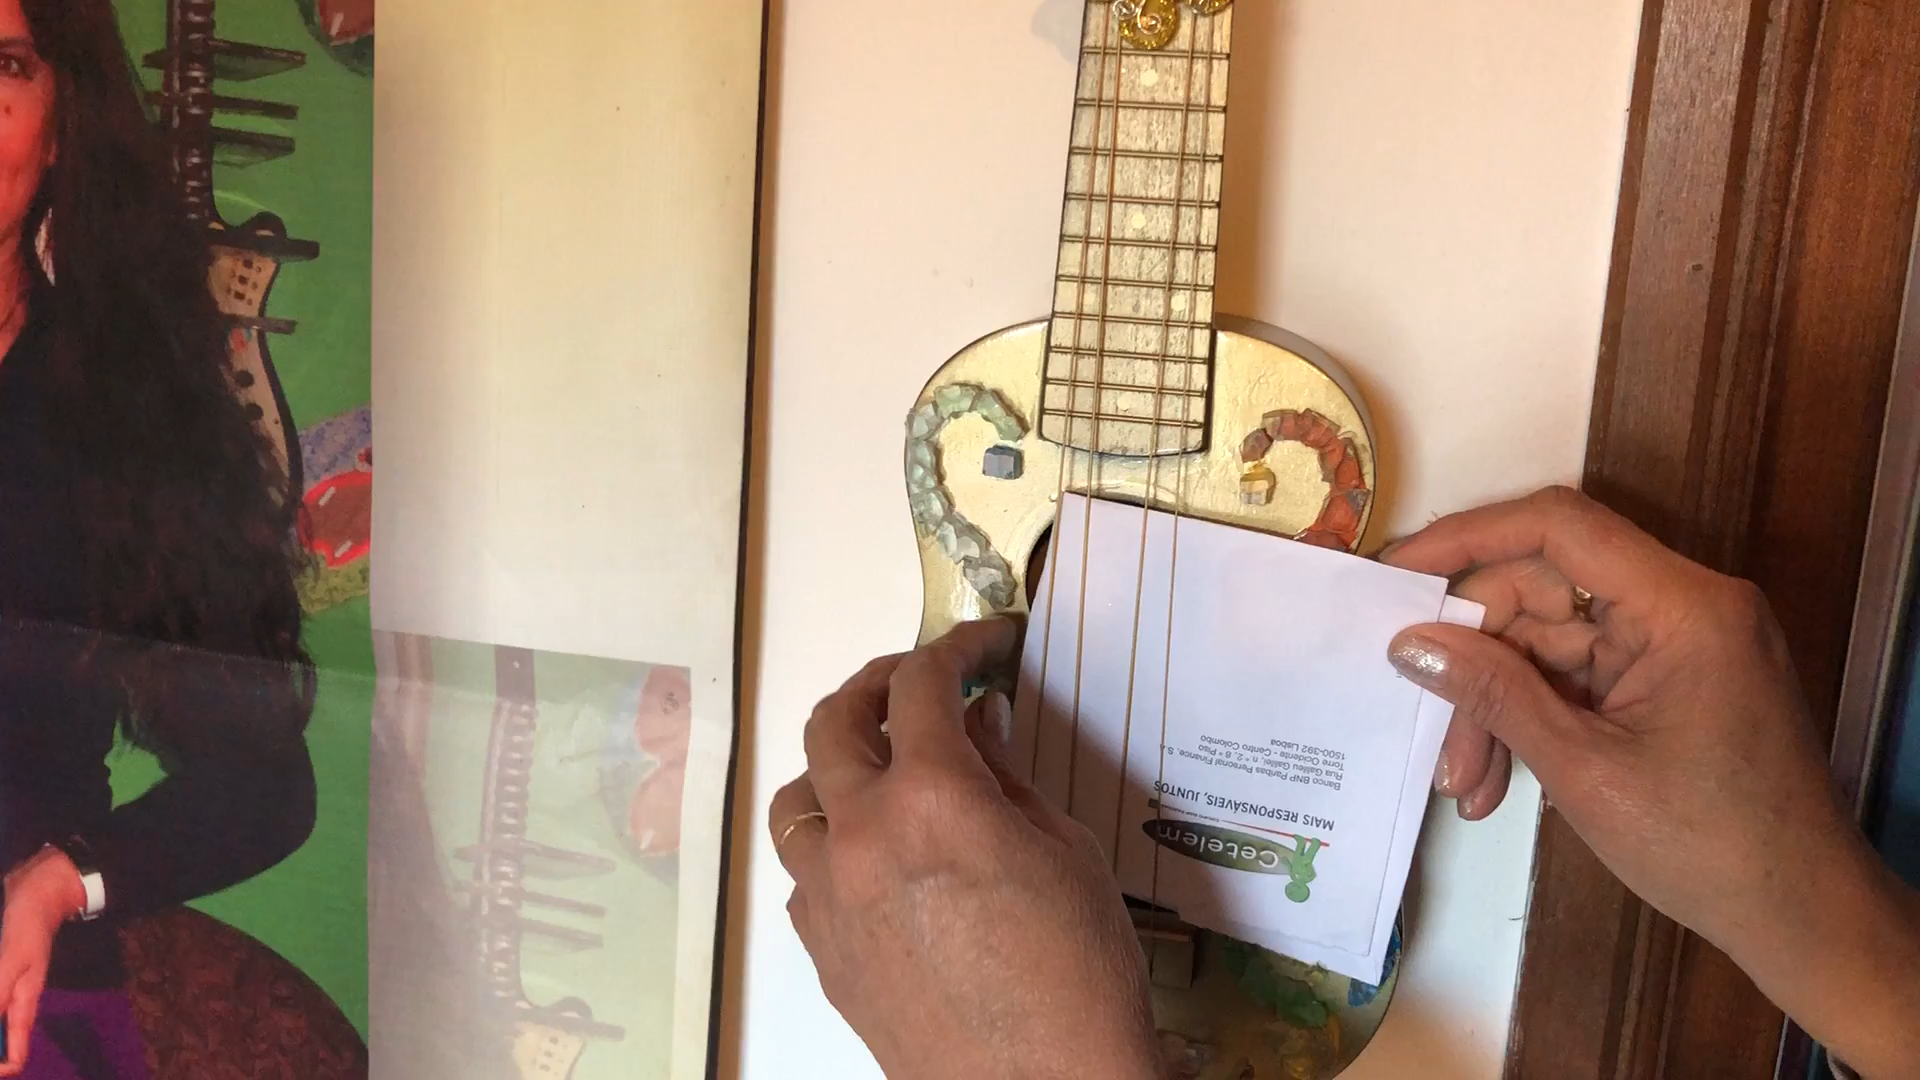 Cetelem
MAIS RESPONSÁVEIS, JUNTOS
Banco BNP Paribas Personal Finance, S.A
Rua Galileu Galilei, n.º 2, 8.º Piso
Torre Ocidente - Centro Colombo
1500-392 Lisboa